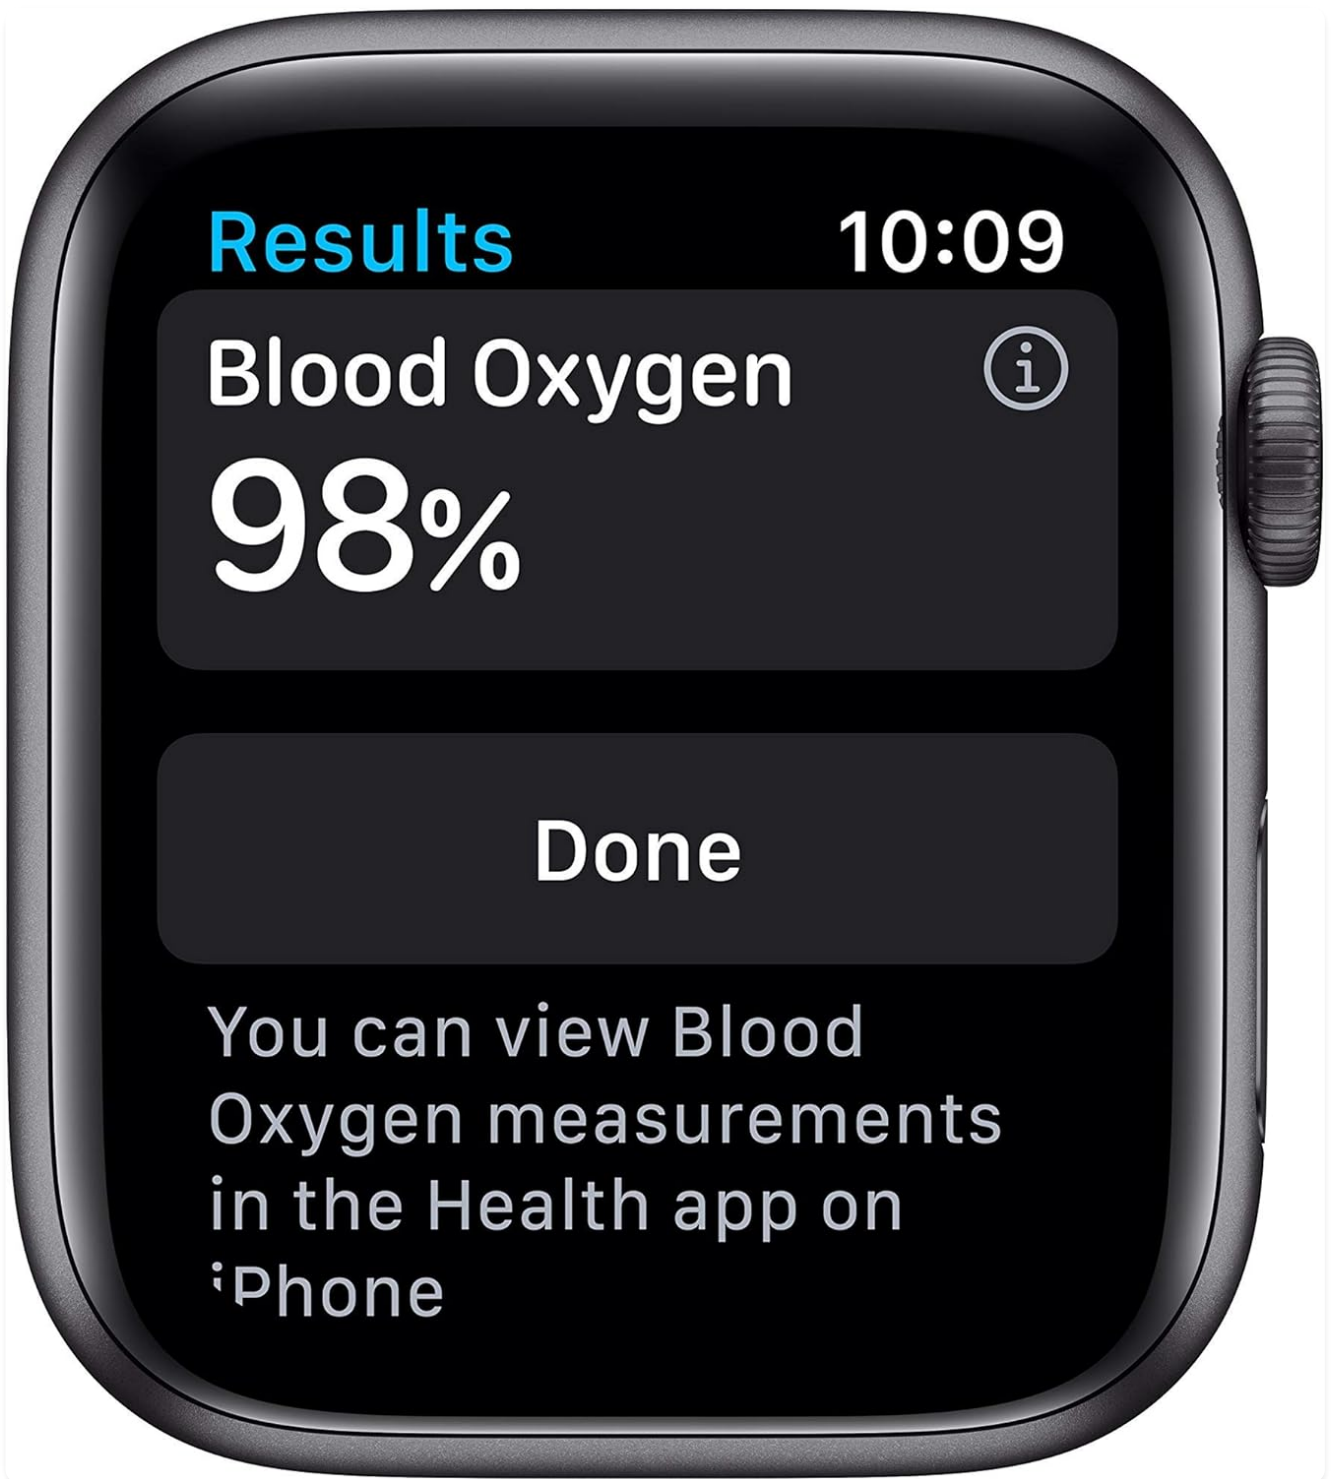 Results 10:09
Blood Oxygen
98%
Done
You can view Blood
Oxygen measurements
in the Health app on
iPhone